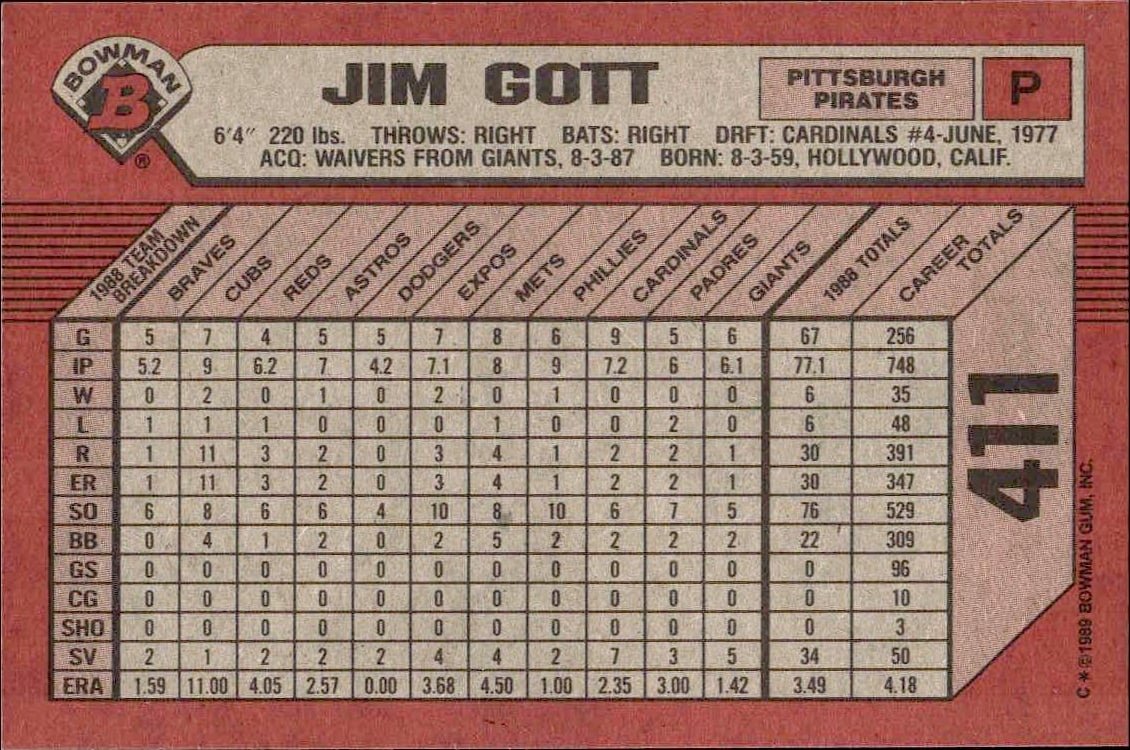 BOWMAN
B
®
JIM GOTT
PITTSBURGH
PIRATES
P
6'4" 220 lbs. THROWS: RIGHT BATS: RIGHT DRFT: CARDINALS #4-JUNE, 1977
ACQ: WAIVERS FROM GIANTS, 8-3-87 BORN: 8-3-59, HOLLYWOOD, CALIF.
1988 TEAM
BREAKDOWN
BRAVES CUBS REDS ASTROS DODGERS EXPOS METS PHILLIES CARDINALS PADRES GIANTS 1988 TOTALS CAREER TOTALS
G 5 7 4 5 5 7 8 6 9 5 6 67 256
IP 5.2 9 6.2 7 4.2 7.1 8 9 7.2 6 6.1 77.1 748
W 0 2 0 1 0 2 0 1 0 0 0 6 35
L 1 1 1 0 0 0 1 0 0 2 0 6 48
R 1 11 3 2 0 3 4 1 2 2 1 30 391
ER 1 11 3 2 0 3 4 1 2 2 1 30 347
SO 6 8 6 6 4 10 8 10 6 7 5 76 529
BB 0 4 1 2 0 2 5 2 2 2 2 22 309
GS 0 0 0 0 0 0 0 0 0 0 0 0 96
CG 0 0 0 0 0 0 0 0 0 0 0 0 10
SHO 0 0 0 0 0 0 0 0 0 0 0 0 3
SV 2 1 2 2 2 4 4 2 7 3 5 34 50
ERA 1.59 11.00 4.05 2.57 0.00 3.68 4.50 1.00 2.35 3.00 1.42 3.49 4.18
411
C*©1989 BOWMAN GUM, INC.